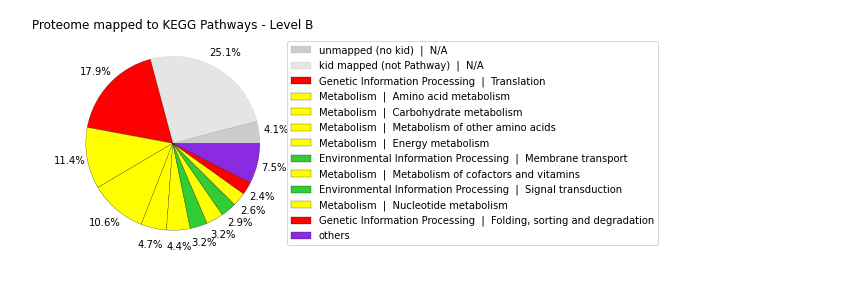 Proteome mapped to KEGG Pathways - Level B
25.1%
17.9%
4.1%
11.4%
7.5%
2.4%
2.6%
10.6%
2.9%
3.2%
3.2%
4.7%
4.4%
unmapped (no kid) | N/A
kid mapped (not Pathway) | N/A
Genetic Information Processing | Translation
Metabolism | Amino acid metabolism
Metabolism | Carbohydrate metabolism
Metabolism | Metabolism of other amino acids
Metabolism | Energy metabolism
Environmental Information Processing | Membrane transport
Metabolism | Metabolism of cofactors and vitamins
Environmental Information Processing | Signal transduction
Metabolism | Nucleotide metabolism
Genetic Information Processing | Folding, sorting and degradation
others